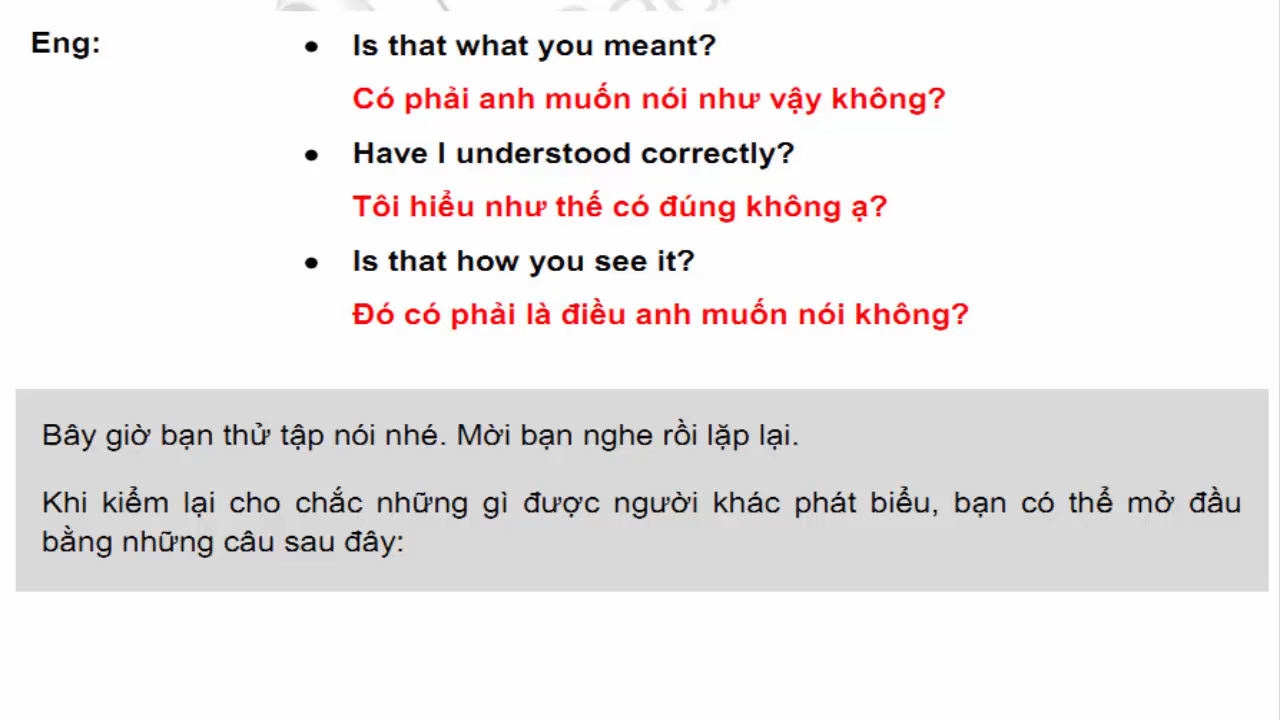 Eng:
• Is that what you meant?
Có phải anh muốn nói như vậy không?
• Have I understood correctly?
Tôi hiểu như thế có đúng không ạ?
• Is that how you see it?
Đó có phải là điều anh muốn nói không?
Bây giờ bạn thử tập nói nhé. Mời bạn nghe rồi lặp lại.
Khi kiểm lại cho chắc những gì được người khác phát biểu, bạn có thể mở đầu
bằng những câu sau đây: